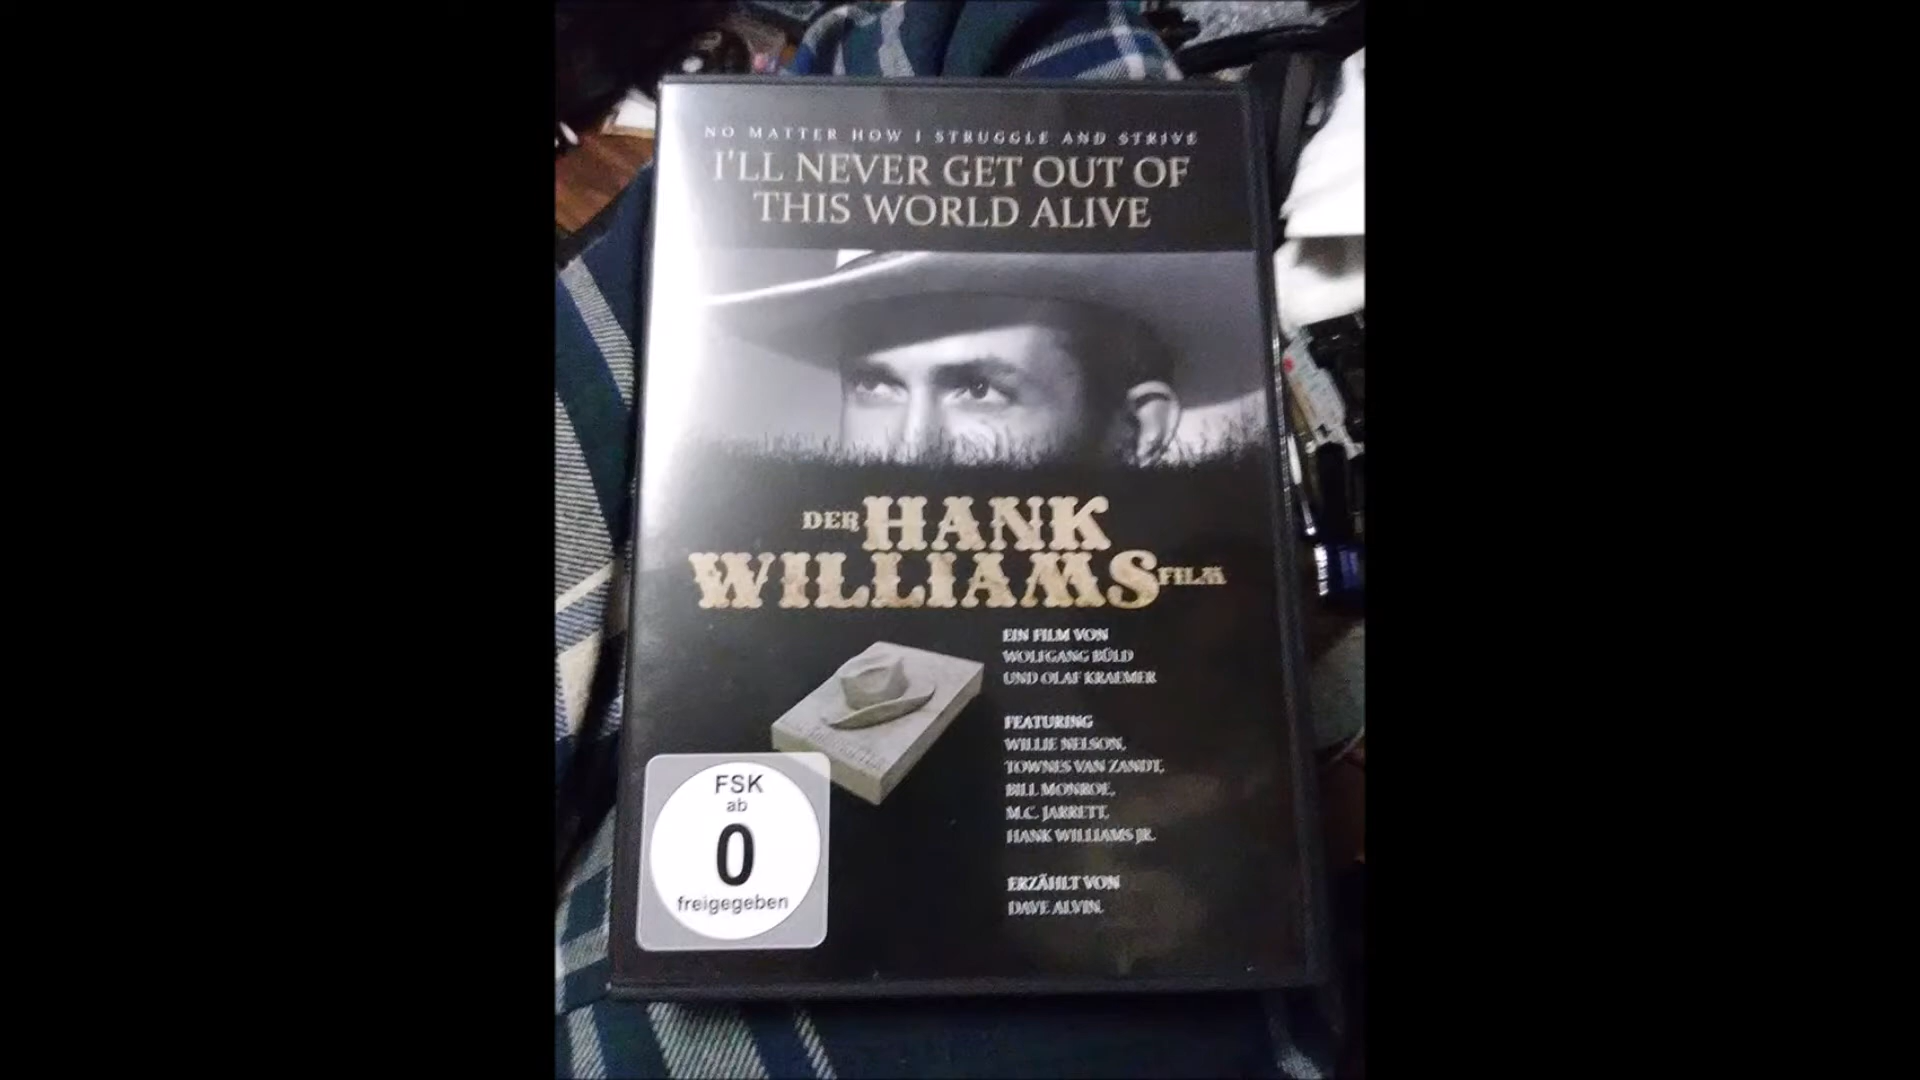 NO MATTER HOW I STRUGGLE AND STRIVE
I'LL NEVER GET OUT OF
THIS WORLD ALIVE
DER HANK
WILLIAMS FILM
EIN FILM VON
WOLFGANG BÜLD
UND OLAF KRAEMER
FEATURING
WILLIE NELSON,
TOWNES VAN ZANDT,
BILL MONROE,
M.C. JARRETT,
HANK WILLIAMS JR.
ERZÄHLT VON
DAVE ALVIN.
FSK
ab
0
freigegeben